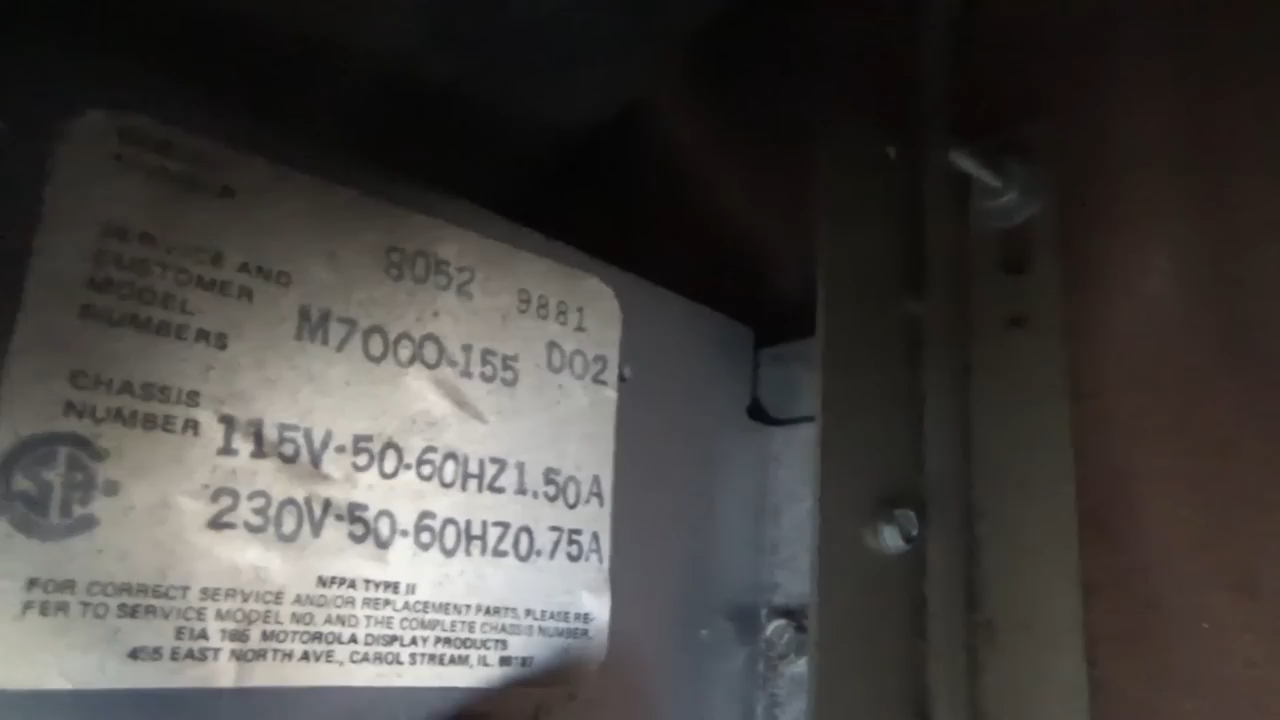 SERVICE AND 8052 9881
CUSTOMER
MODEL M7000-155 D02
NUMBERS
CHASSIS
NUMBER 115V-50-60HZ1.50A
230V-50-60HZ0.75A
NFPA TYPE II
FOR CORRECT SERVICE AND/OR REPLACEMENT PARTS, PLEASE RE-
FER TO SERVICE MODEL NO. AND THE COMPLETE CHASSIS NUMBER.
EIA 185 MOTOROLA DISPLAY PRODUCTS
455 EAST NORTH AVE., CAROL STREAM, IL.